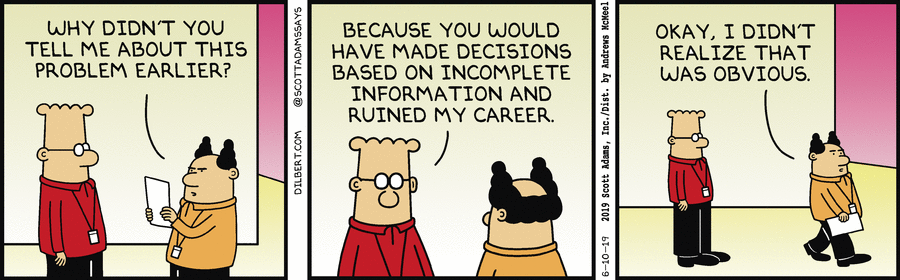 WHY DIDN'T YOU
TELL ME ABOUT THIS
PROBLEM EARLIER?
DILBERT.COM @SCOTTADAMSSAYS
BECAUSE YOU WOULD
HAVE MADE DECISIONS
BASED ON INCOMPLETE
INFORMATION AND
RUINED MY CAREER.
6-10-19 2019 Scott Adams, Inc./Dist. by Andrews McMeel
OKAY, I DIDN'T
REALIZE THAT
WAS OBVIOUS.